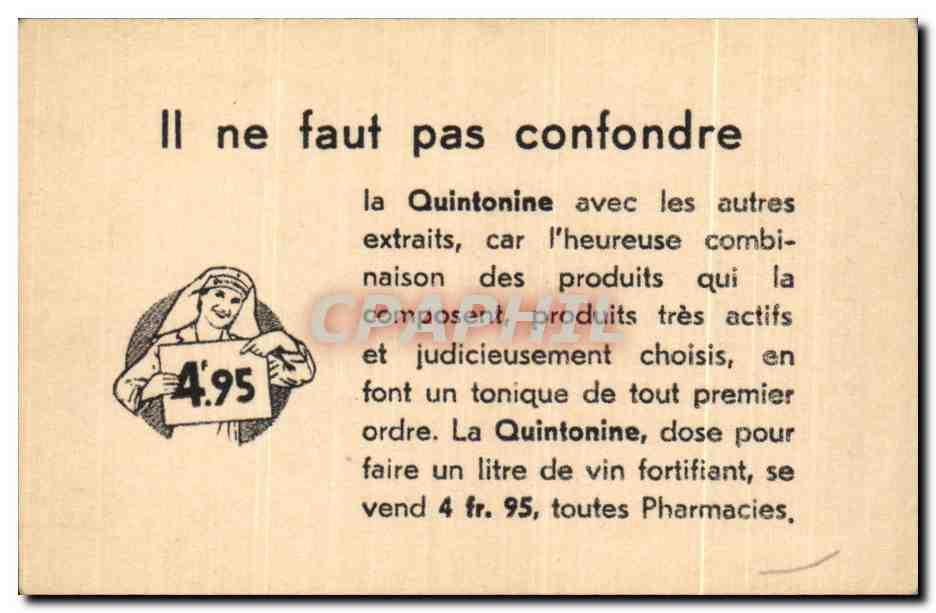 Il ne faut pas confondre
la Quintonine avec les autres
extraits, car l'heureuse combi-
naison des produits qui la
composent, produits très actifs
et judicieusement choisis, en
font un tonique de tout premier
ordre. La Quintonine, dose pour
faire un litre de vin fortifiant, se
vend 4 fr. 95, toutes Pharmacies.
4F.95
CPAPHIL